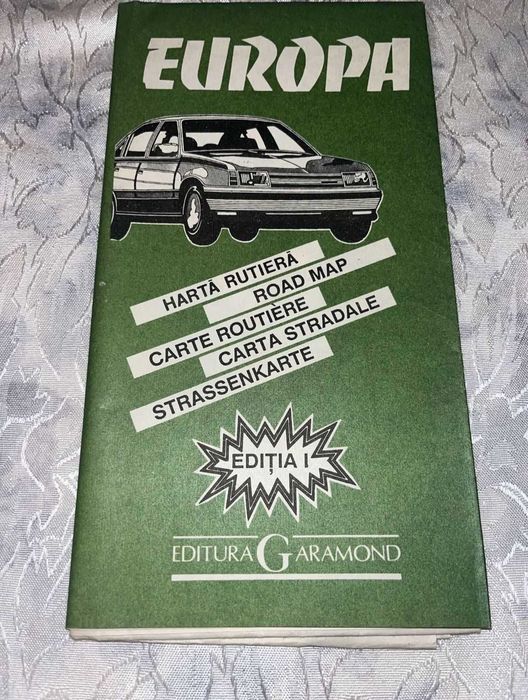 EUROPA
HARTĂ RUTIERĂ
ROAD MAP
CARTE ROUTIÈRE
CARTA STRADALE
STRASSENKARTE
EDIȚIA I
EDITURA GARAMOND